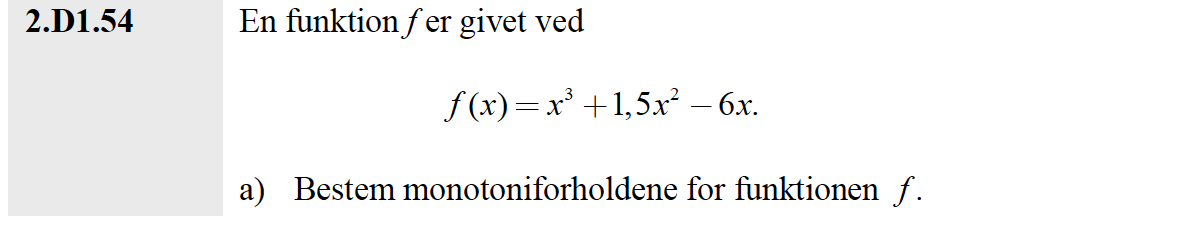 2.D1.54 En funktion f er givet ved
f(x) = x³ + 1,5x² – 6x.
a) Bestem monotoniforholdene for funktionen f.